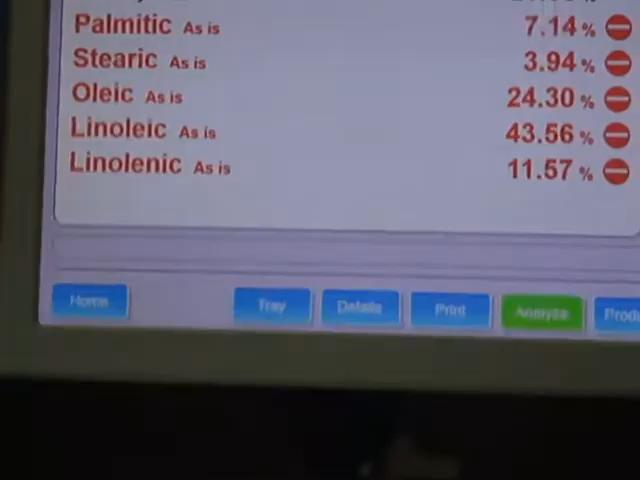 Palmitic As is 7.14 %
Stearic As is 3.94 %
Oleic As is 24.30 %
Linoleic As is 43.56 %
Linolenic As is 11.57 %
Home Tray Details Print Analyze Produ